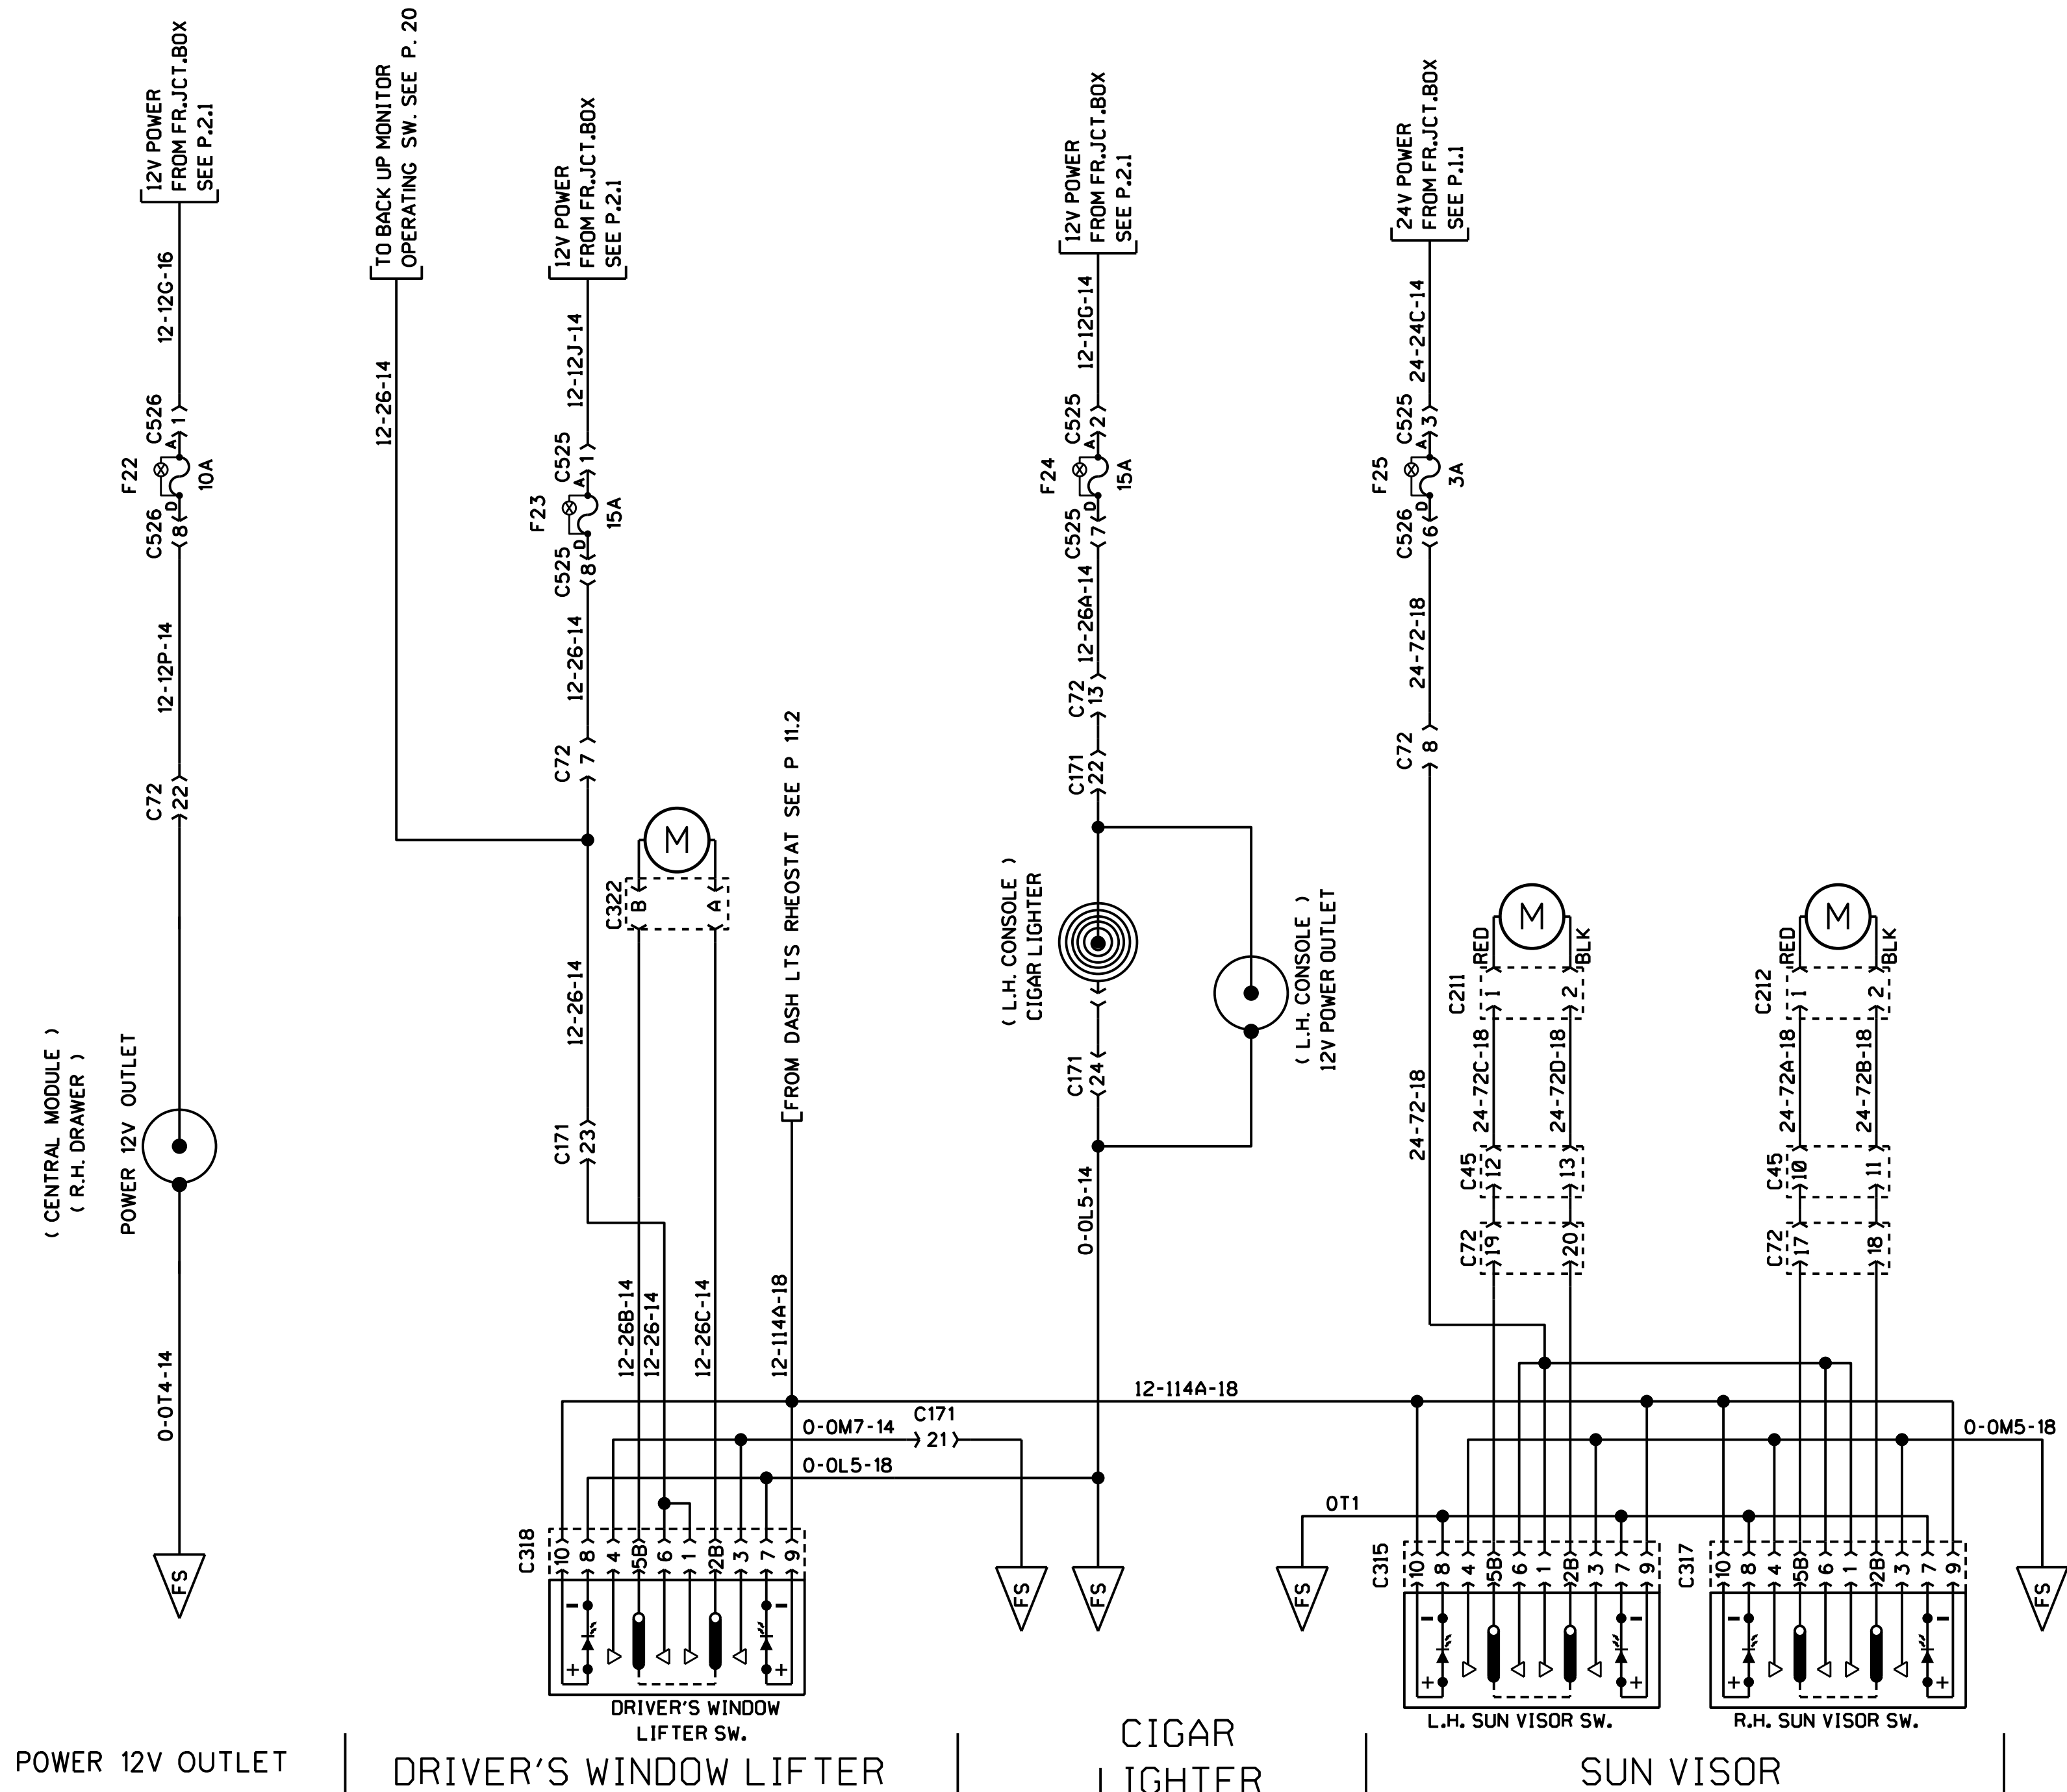 12V POWER
FROM FR.JCT.BOX
SEE P.2.1
12-12G-16
C526
1
A
F22
10A
D
C526
8
12-12P-14
C72
22
( CENTRAL MODULE )
( R.H. DRAWER )
POWER 12V OUTLET
0-0T4-14
FS
POWER 12V OUTLET
TO BACK UP MONITOR
OPERATING SW. SEE P. 20
12-26-14
12V POWER
FROM FR.JCT.BOX
SEE P.2.1
12-12J-14
C525
1
A
F23
15A
D
C525
8
12-26-14
C72
7
M
C322
B
A
12-26-14
C171
23
FROM DASH LTS RHEOSTAT SEE P 11.2
12-26B-14
12-26-14
12-26C-14
12-114A-18
12-114A-18
0-0M7-14
C171
21
0-0L5-18
C318
10 8 4 5B 6 1 2B 3 7 9
- -
+ +
DRIVER'S WINDOW
LIFTER SW.
FS
DRIVER'S WINDOW LIFTER
12V POWER
FROM FR.JCT.BOX
SEE P.2.1
12-12G-14
C525
2
A
F24
15A
D
C525
7
12-26A-14
C72
13
C171
22
( L.H. CONSOLE )
CIGAR LIGHTER
( L.H. CONSOLE )
12V POWER OUTLET
C171
24
0-0L5-14
FS
CIGAR
LIGHTER
24V POWER
FROM FR.JCT.BOX
SEE P.1.1
24-24C-14
C525
3
A
F25
3A
D
C526
6
24-72-18
C72
8
24-72-18
M
RED
BLK
C211
1
2
24-72C-18
24-72D-18
C45
12
13
C72
19
20
M
RED
BLK
C212
1
2
24-72A-18
24-72B-18
C45
10
11
C72
17
18
0-0M5-18
0T1
FS
C315
10 8 4 5B 6 1 2B 3 7 9
- -
+ +
L.H. SUN VISOR SW.
C317
10 8 4 5B 6 1 2B 3 7 9
- -
+ +
R.H. SUN VISOR SW.
FS
SUN VISOR